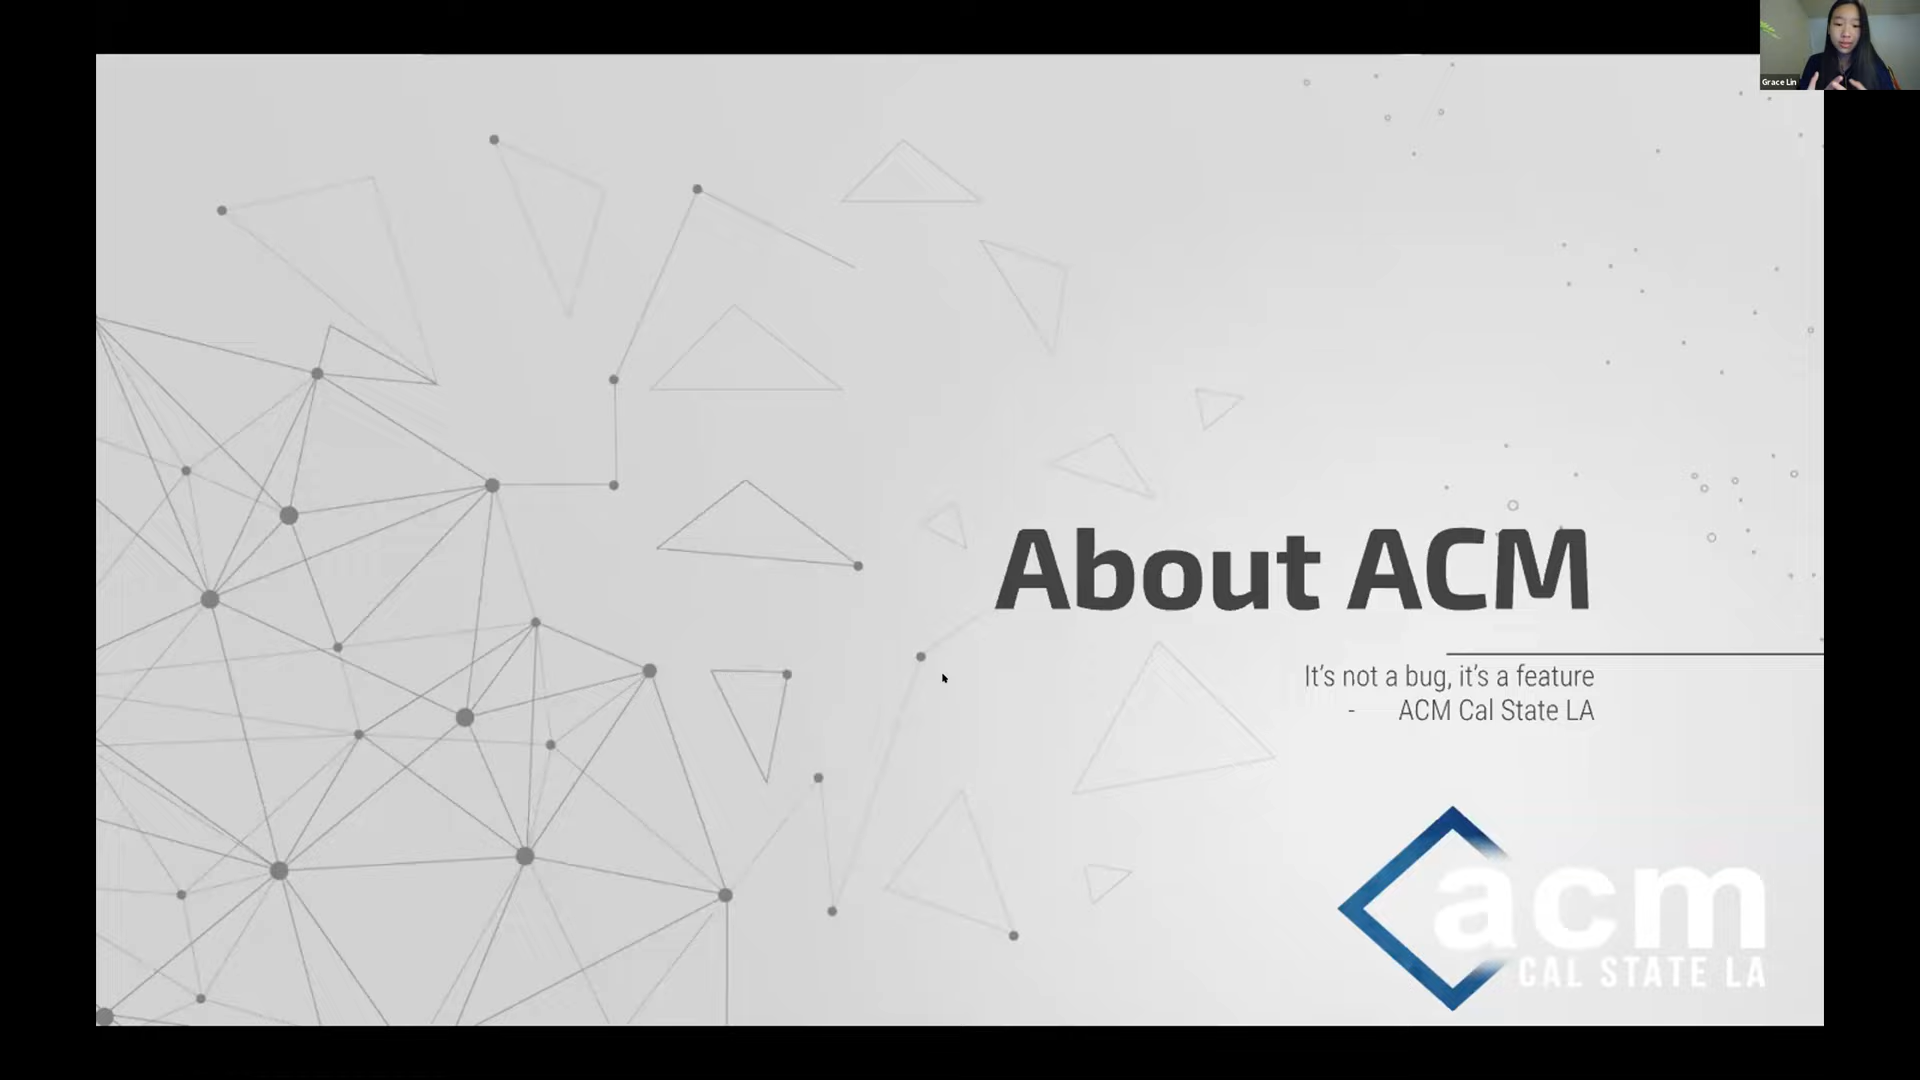 Grace Lin
About ACM
It’s not a bug, it’s a feature
- ACM Cal State LA
acm
CAL STATE LA